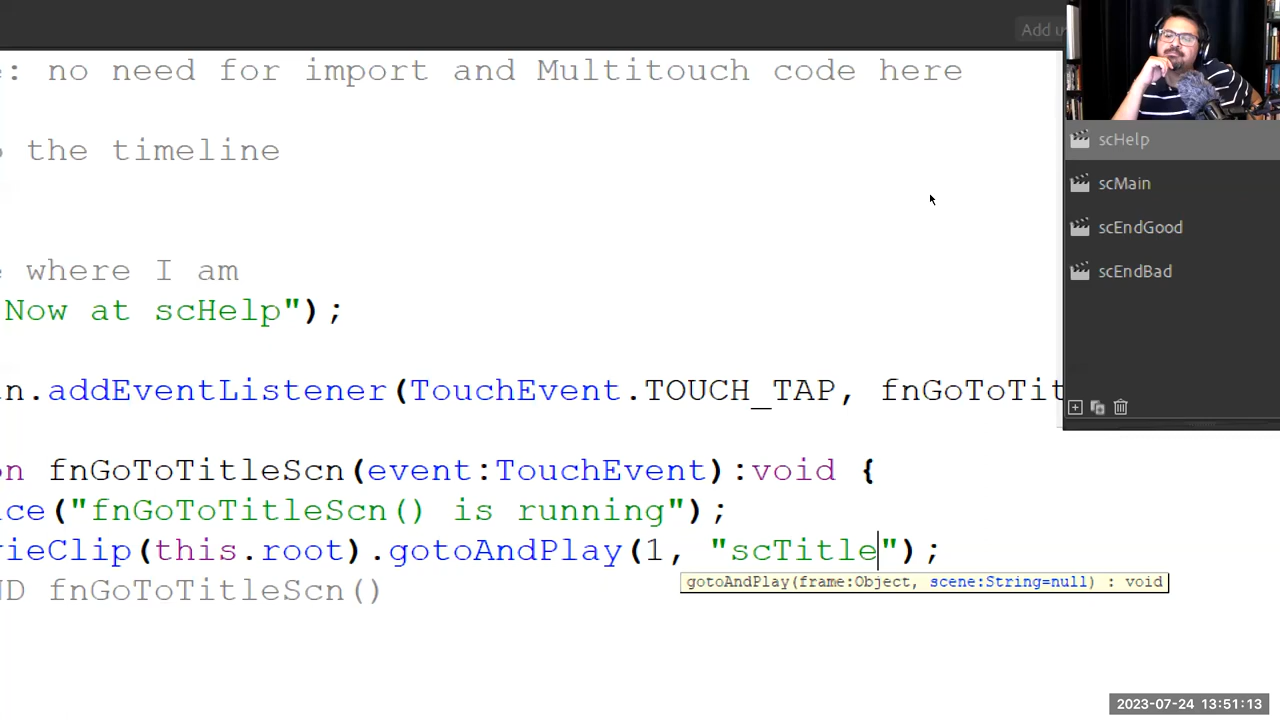 Add u
: no need for import and Multitouch code here
the timeline
where I am
Now at scHelp");
n.addEventListener(TouchEvent.TOUCH_TAP, fnGoToTit
on fnGoToTitleScn(event:TouchEvent):void {
ce("fnGoToTitleScn() is running");
ieClip(this.root).gotoAndPlay(1, "scTitle");
gotoAndPlay(frame:Object, scene:String=null) : void
ND fnGoToTitleScn()
scHelp
scMain
scEndGood
scEndBad
2023-07-24 13:51:13